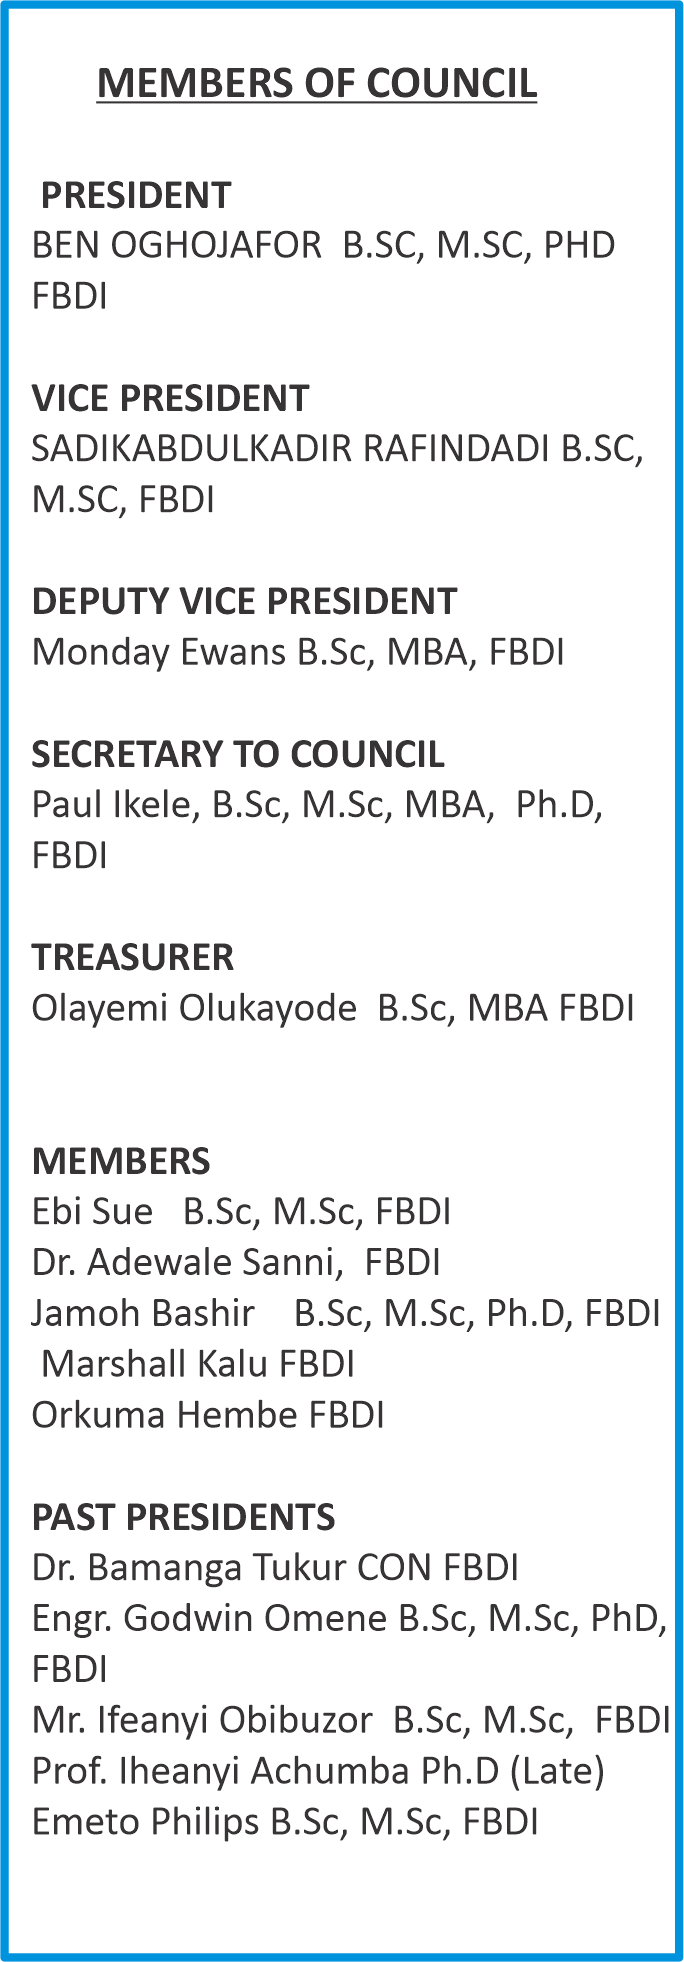 MEMBERS OF COUNCIL
PRESIDENT
BEN OGHOJAFOR B.SC, M.SC, PHD
FBDI
VICE PRESIDENT
SADIKABDULKADIR RAFINDADI B.SC,
M.SC, FBDI
DEPUTY VICE PRESIDENT
Monday Ewans B.Sc, MBA, FBDI
SECRETARY TO COUNCIL
Paul Ikele, B.Sc, M.Sc, MBA, Ph.D,
FBDI
TREASURER
Olayemi Olukayode B.Sc, MBA FBDI
MEMBERS
Ebi Sue B.Sc, M.Sc, FBDI
Dr. Adewale Sanni, FBDI
Jamoh Bashir B.Sc, M.Sc, Ph.D, FBDI
Marshall Kalu FBDI
Orkuma Hembe FBDI
PAST PRESIDENTS
Dr. Bamanga Tukur CON FBDI
Engr. Godwin Omene B.Sc, M.Sc, PhD,
FBDI
Mr. Ifeanyi Obibuzor B.Sc, M.Sc, FBDI
Prof. Iheanyi Achumba Ph.D (Late)
Emeto Philips B.Sc, M.Sc, FBDI